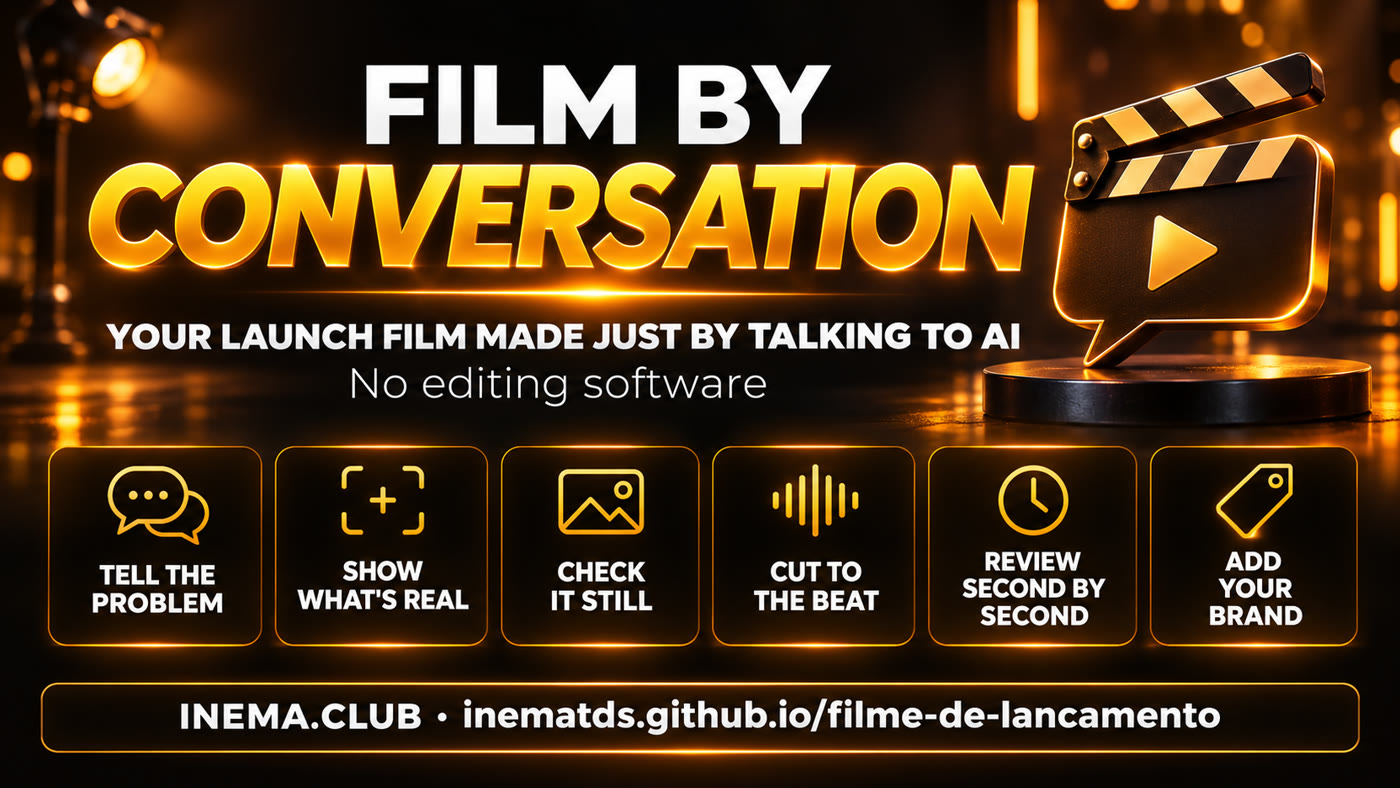 FILM BY
CONVERSATION
YOUR LAUNCH FILM MADE JUST BY TALKING TO AI
No editing software
TELL THE
PROBLEM
SHOW
WHAT'S REAL
CHECK
IT STILL
CUT TO
THE BEAT
REVIEW
SECOND BY
SECOND
ADD
YOUR
BRAND
INEMA.CLUB • inematds.github.io/filme-de-lancamento